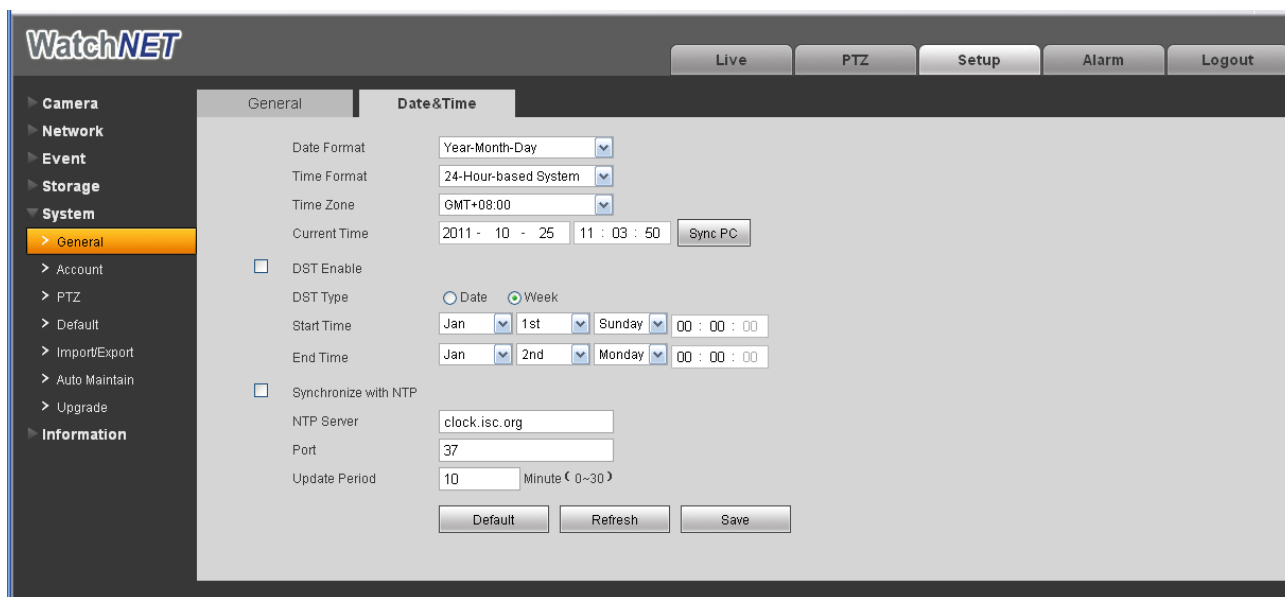 WatchNET
Live PTZ Setup Alarm Logout
Camera
Network
Event
Storage
System
General
Account
PTZ
Default
Import/Export
Auto Maintain
Upgrade
Information
General Date&Time
Date Format Year-Month-Day
Time Format 24-Hour-based System
Time Zone GMT+08:00
Current Time 2011 - 10 - 25 11 : 03 : 50 Sync PC
DST Enable
DST Type Date Week
Start Time Jan 1st Sunday 00 : 00 : 00
End Time Jan 2nd Monday 00 : 00 : 00
Synchronize with NTP
NTP Server clock.isc.org
Port 37
Update Period 10 Minute ( 0~30 )
Default Refresh Save